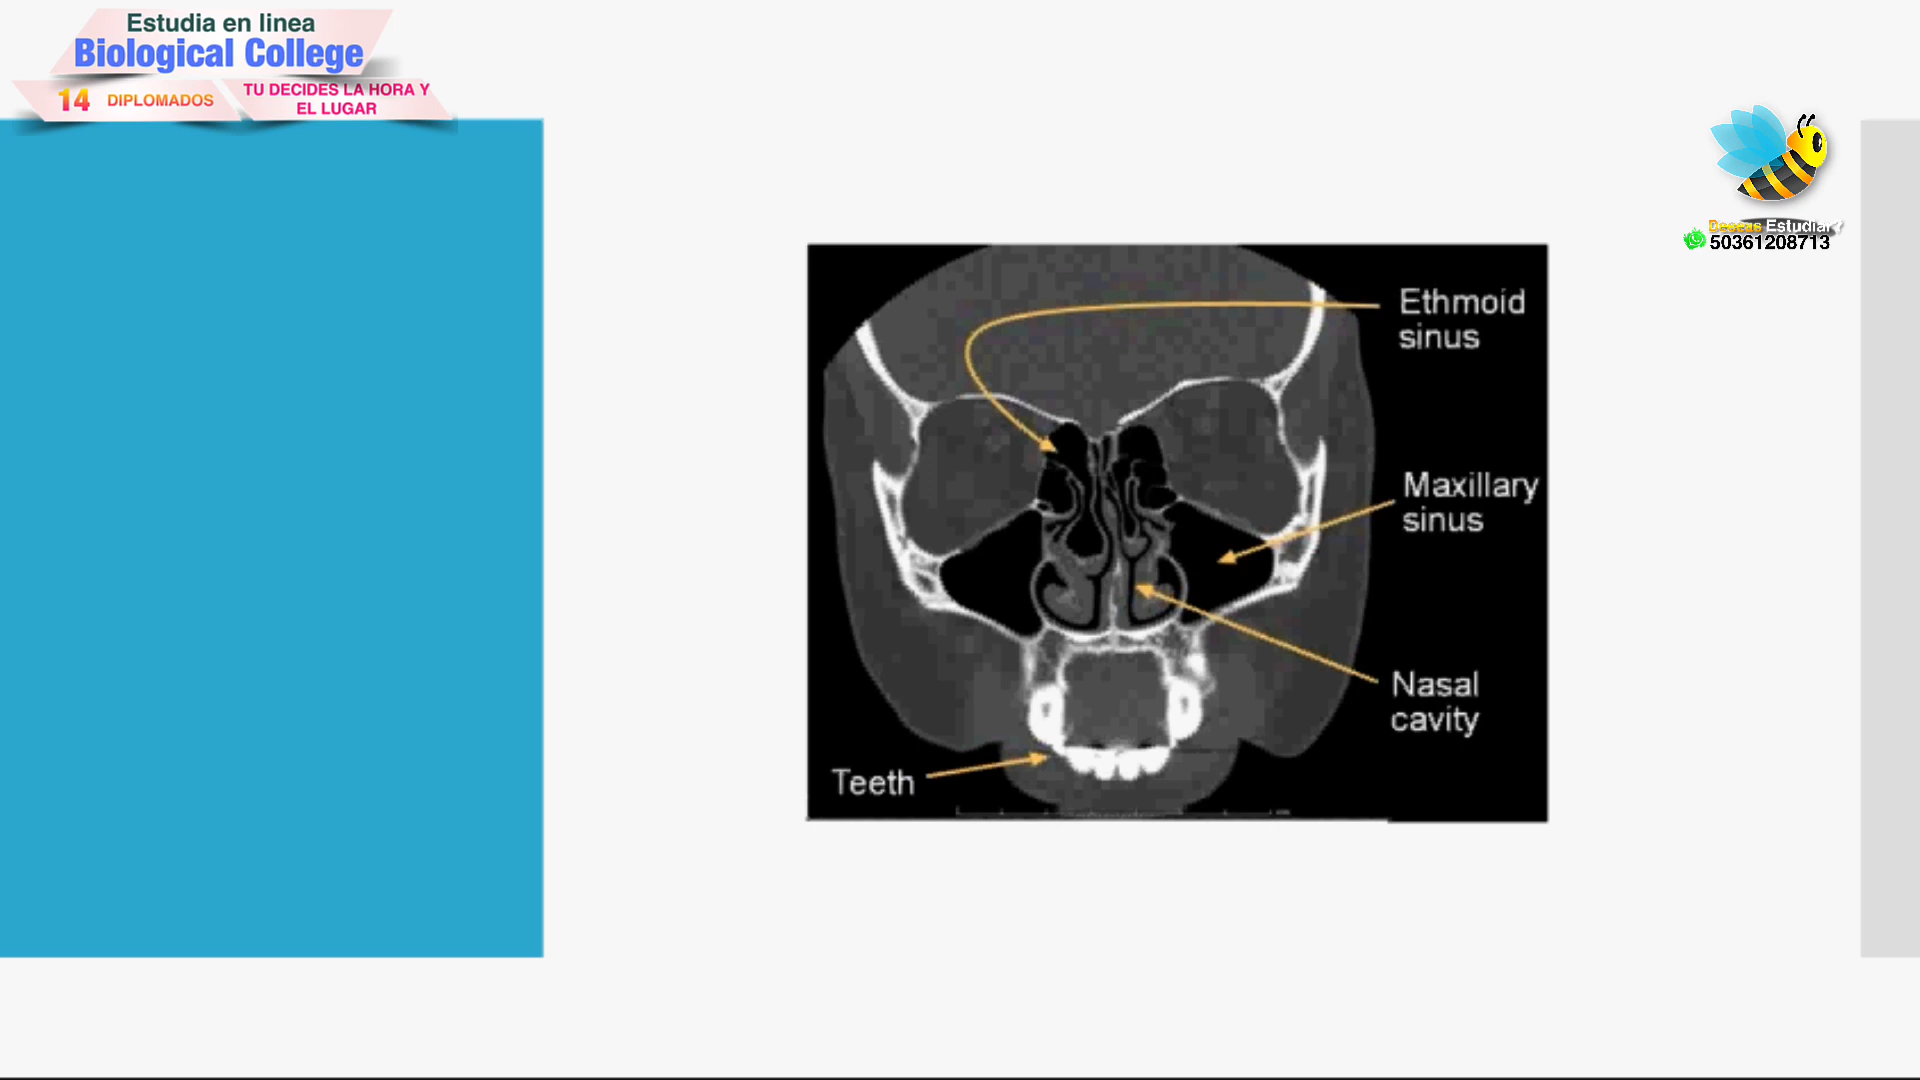 Estudia en linea
Biological College
14 DIPLOMADOS
TU DECIDES LA HORA Y
EL LUGAR
Deseas Estudiar?
50361208713
Ethmoid
sinus
Maxillary
sinus
Nasal
cavity
Teeth